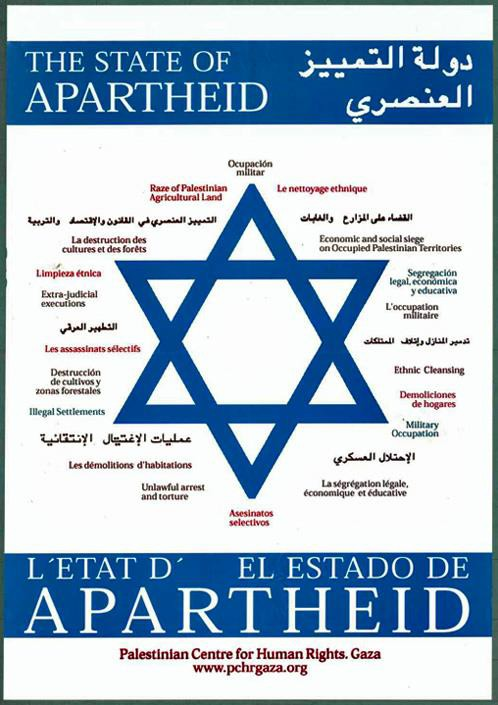 THE STATE OF
APARTHEID
دولة التمييز
العنصري
Ocupación
militar
Raze of Palestinian
Agricultural Land
Le nettoyage ethnique
التمييز العنصري في القانون والإقتصاد والتربية
القضاء على المزارع والغابات
La destruction des
cultures et des forêts
Economic and social siege
on Occupied Palestinian Territories
Limpieza étnica
Segregación
legal, económica
y educativa
Extra-judicial
executions
L'occupation
militaire
التطهير العرقي
تدمير المنازل وإتلاف الممتلكات
Les assassinats sélectifs
Ethnic Cleansing
Destrucción
de cultivos y
zonas forestales
Demoliciones
de hogares
Illegal Settlements
Military
Occupation
عمليات الإغتيال الإنتقائية
الإحتلال العسكري
Les démolitions d'habitations
Unlawful arrest
and torture
La ségrégation légale,
économique et éducative
Asesinatos
selectivos
L´ETAT D´ EL ESTADO DE
APARTHEID
Palestinian Centre for Human Rights. Gaza
www.pchrgaza.org